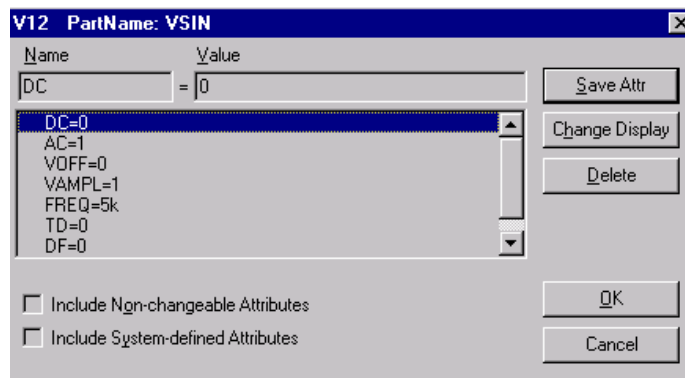 V12 PartName: VSIN
Name Value
DC = 0
Save Attr
DC=0
AC=1
VOFF=0
VAMPL=1
FREQ=5k
TD=0
DF=0
Change Display
Delete
Include Non-changeable Attributes
Include System-defined Attributes
OK
Cancel